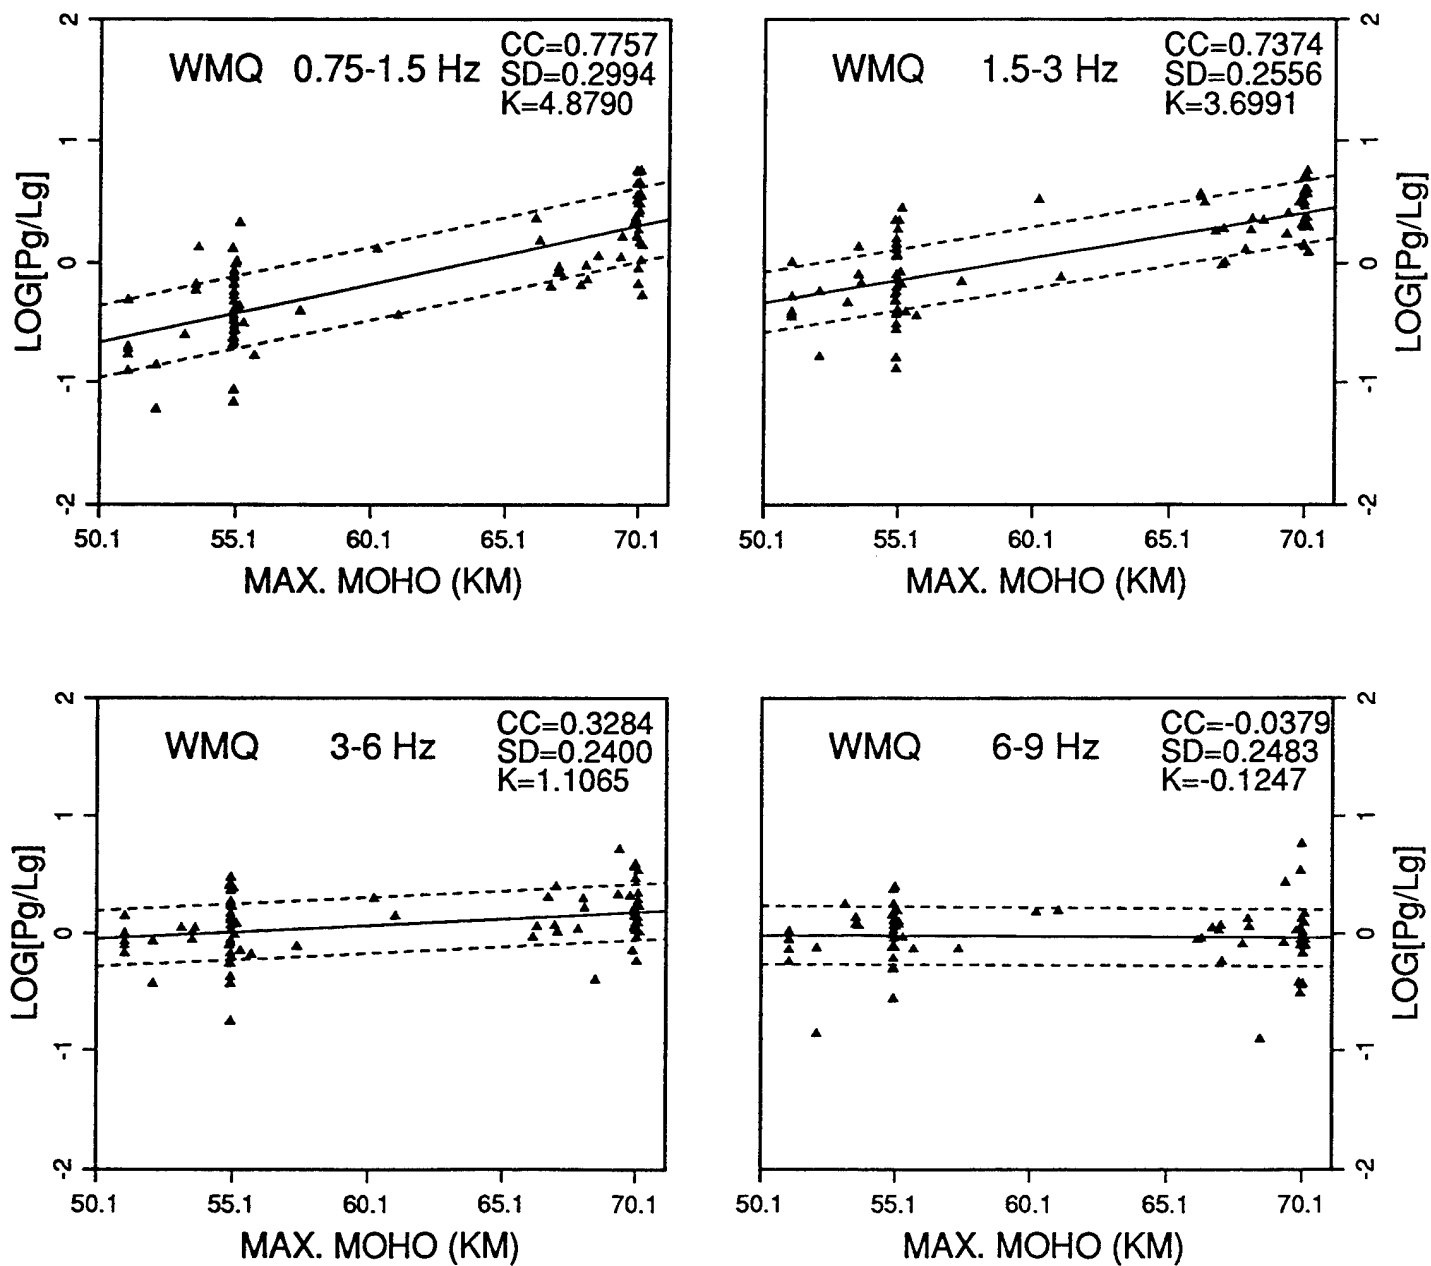 WMQ 0.75-1.5 Hz
CC=0.7757
SD=0.2994
K=4.8790
LOG[Pg/Lg]
2
1
0
-1
-2
50.1 55.1 60.1 65.1 70.1
MAX. MOHO (KM)
WMQ 1.5-3 Hz
CC=0.7374
SD=0.2556
K=3.6991
2
1
0
-1
-2
LOG[Pg/Lg]
50.1 55.1 60.1 65.1 70.1
MAX. MOHO (KM)
WMQ 3-6 Hz
CC=0.3284
SD=0.2400
K=1.1065
LOG[Pg/Lg]
2
1
0
-1
-2
50.1 55.1 60.1 65.1 70.1
MAX. MOHO (KM)
WMQ 6-9 Hz
CC=-0.0379
SD=0.2483
K=-0.1247
2
1
0
-1
-2
LOG[Pg/Lg]
50.1 55.1 60.1 65.1 70.1
MAX. MOHO (KM)